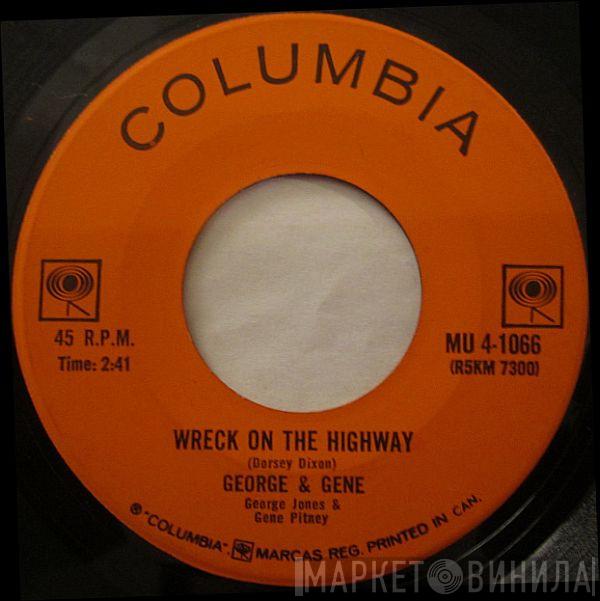 COLUMBIA
45 R.P.M.
Time: 2:41
MU 4-1066
(R5KM 7300)
WRECK ON THE HIGHWAY
(Dorsey Dixon)
GEORGE & GENE
George Jones &
Gene Pitney
® "COLUMBIA". MARCAS REG. PRINTED IN CAN.
МАРКЕТ ВИНИЛА